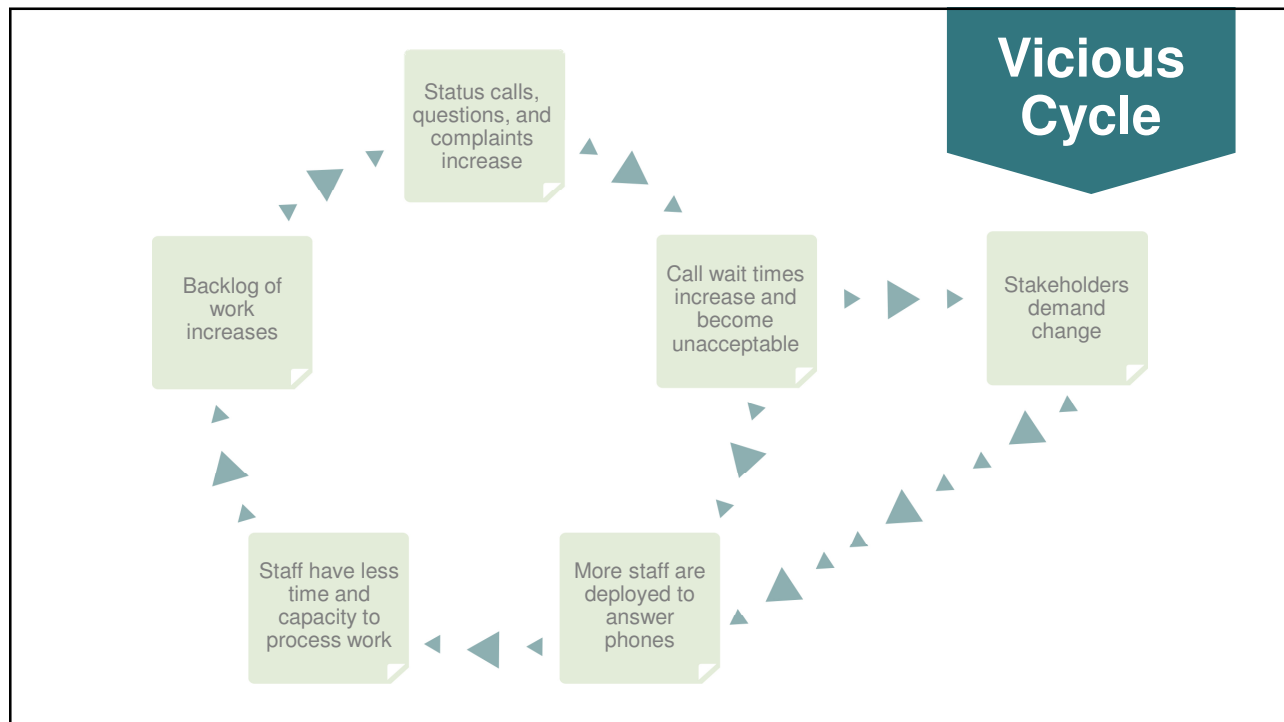 Vicious
Cycle
Status calls,
questions, and
complaints
increase
Call wait times
increase and
become
unacceptable
Stakeholders
demand
change
More staff are
deployed to
answer
phones
Staff have less
time and
capacity to
process work
Backlog of
work
increases